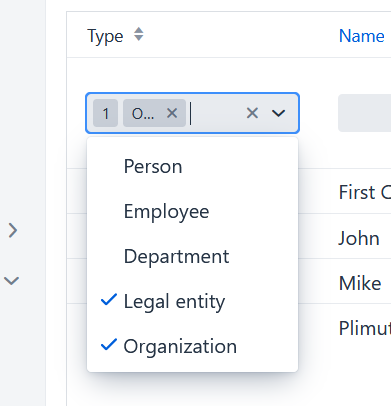 Type Name
1 O...
Person
Employee
Department
Legal entity
Organization
First C
John
Mike
Plimut